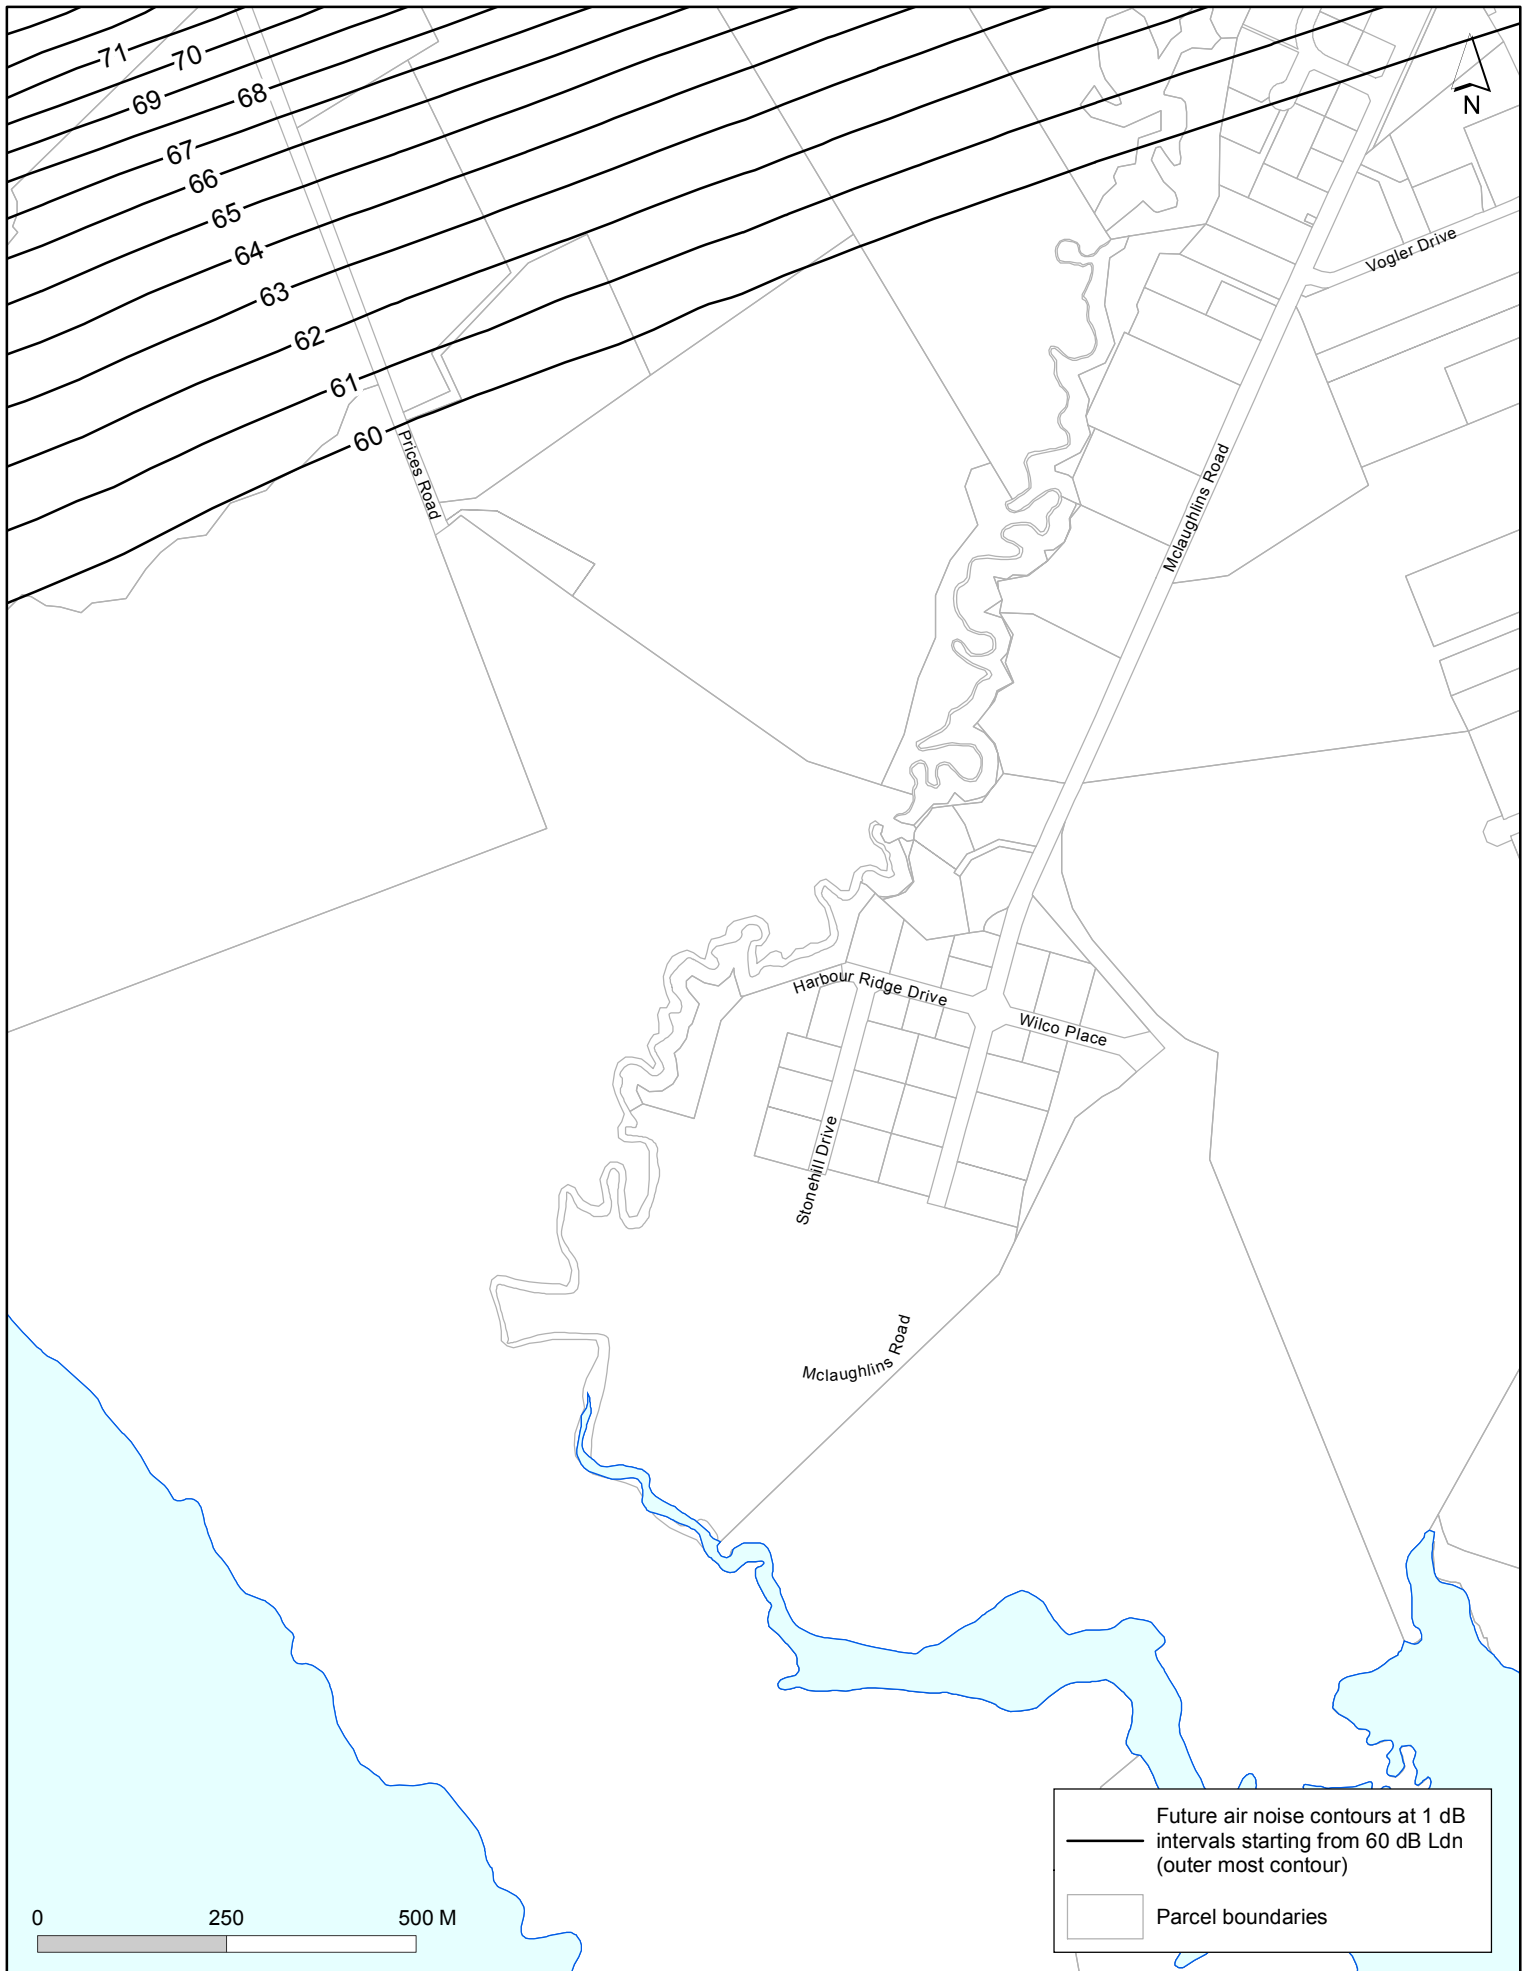 71
70
69
68
67
66
65
64
63
62
61
60
N
Vogler Drive
Prices Road
Mclaughlins Road
Harbour Ridge Drive
Wilco Place
Stonehill Drive
Mclaughlins Road
Future air noise contours at 1 dB
intervals starting from 60 dB Ldn
(outer most contour)
Parcel boundaries
0 250 500 M